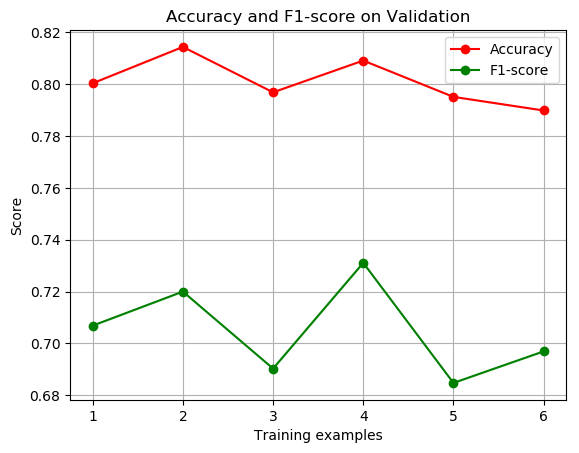 Accuracy and F1-score on Validation
Accuracy
F1-score
0.82
0.80
0.78
0.76
0.74
0.72
0.70
0.68
Score
1 2 3 4 5 6
Training examples